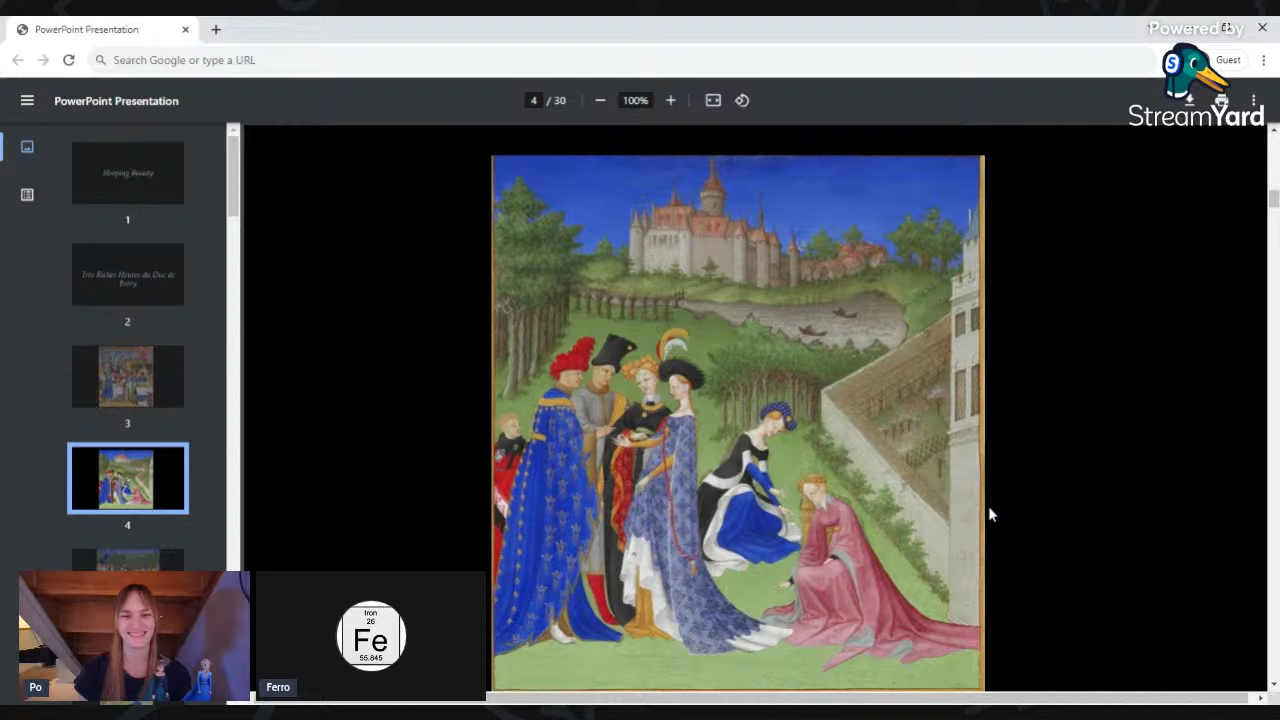 PowerPoint Presentation
Powered by
Search Google or type a URL
Guest
PowerPoint Presentation
4 / 30
100%
StreamYard
Sleeping Beauty
1
Très Riches Heures du Duc de
Berry
2
3
4
Iron
26
Fe
55.845
Po
Ferro